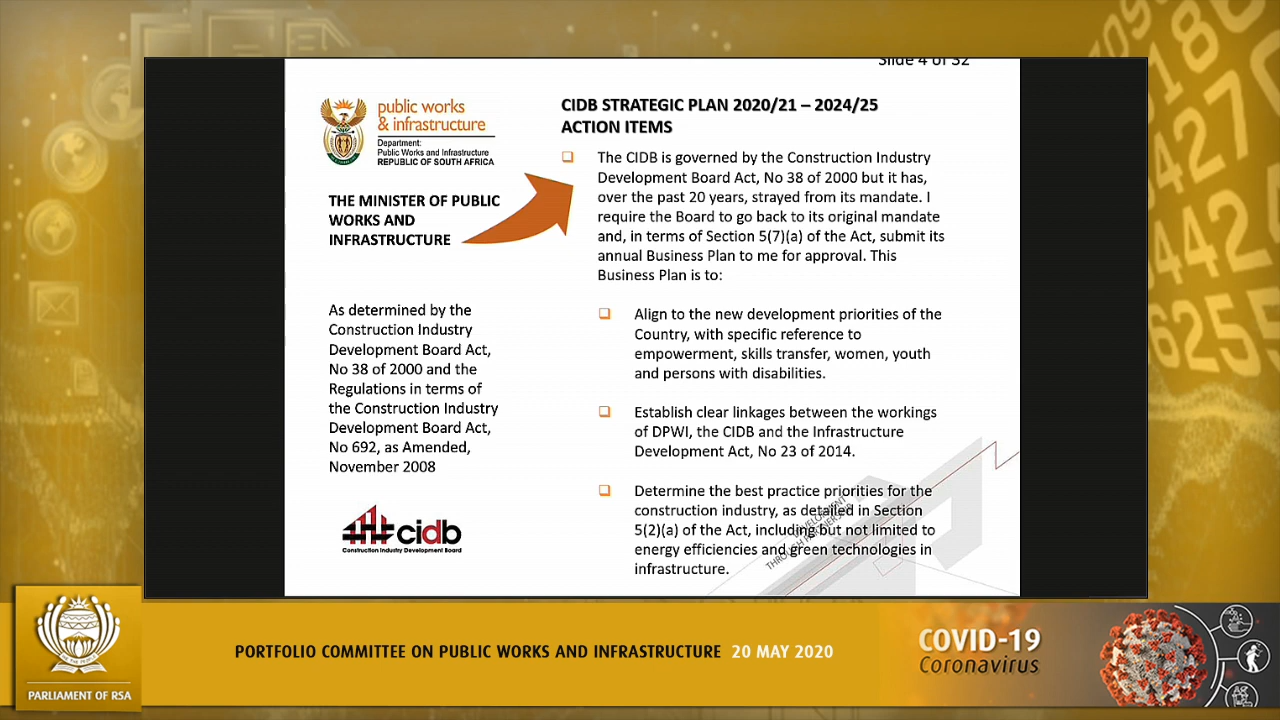 Slide 4 of 32
public works
& infrastructure
Department:
Public Works and Infrastructure
REPUBLIC OF SOUTH AFRICA
THE MINISTER OF PUBLIC
WORKS AND
INFRASTRUCTURE
As determined by the
Construction Industry
Development Board Act,
No 38 of 2000 and the
Regulations in terms of
the Construction Industry
Development Board Act,
No 692, as Amended,
November 2008
cidb
Construction Industry Development Board
CIDB STRATEGIC PLAN 2020/21 – 2024/25
ACTION ITEMS
The CIDB is governed by the Construction Industry
Development Board Act, No 38 of 2000 but it has,
over the past 20 years, strayed from its mandate. I
require the Board to go back to its original mandate
and, in terms of Section 5(7)(a) of the Act, submit its
annual Business Plan to me for approval. This
Business Plan is to:
Align to the new development priorities of the
Country, with specific reference to
empowerment, skills transfer, women, youth
and persons with disabilities.
Establish clear linkages between the workings
of DPWI, the CIDB and the Infrastructure
Development Act, No 23 of 2014.
Determine the best practice priorities for the
construction industry, as detailed in Section
5(2)(a) of the Act, including but not limited to
energy efficiencies and green technologies in
infrastructure.
DEVELOPMENT
THROUGH
PARLIAMENT OF RSA
PORTFOLIO COMMITTEE ON PUBLIC WORKS AND INFRASTRUCTURE 20 MAY 2020
COVID-19
Coronavirus